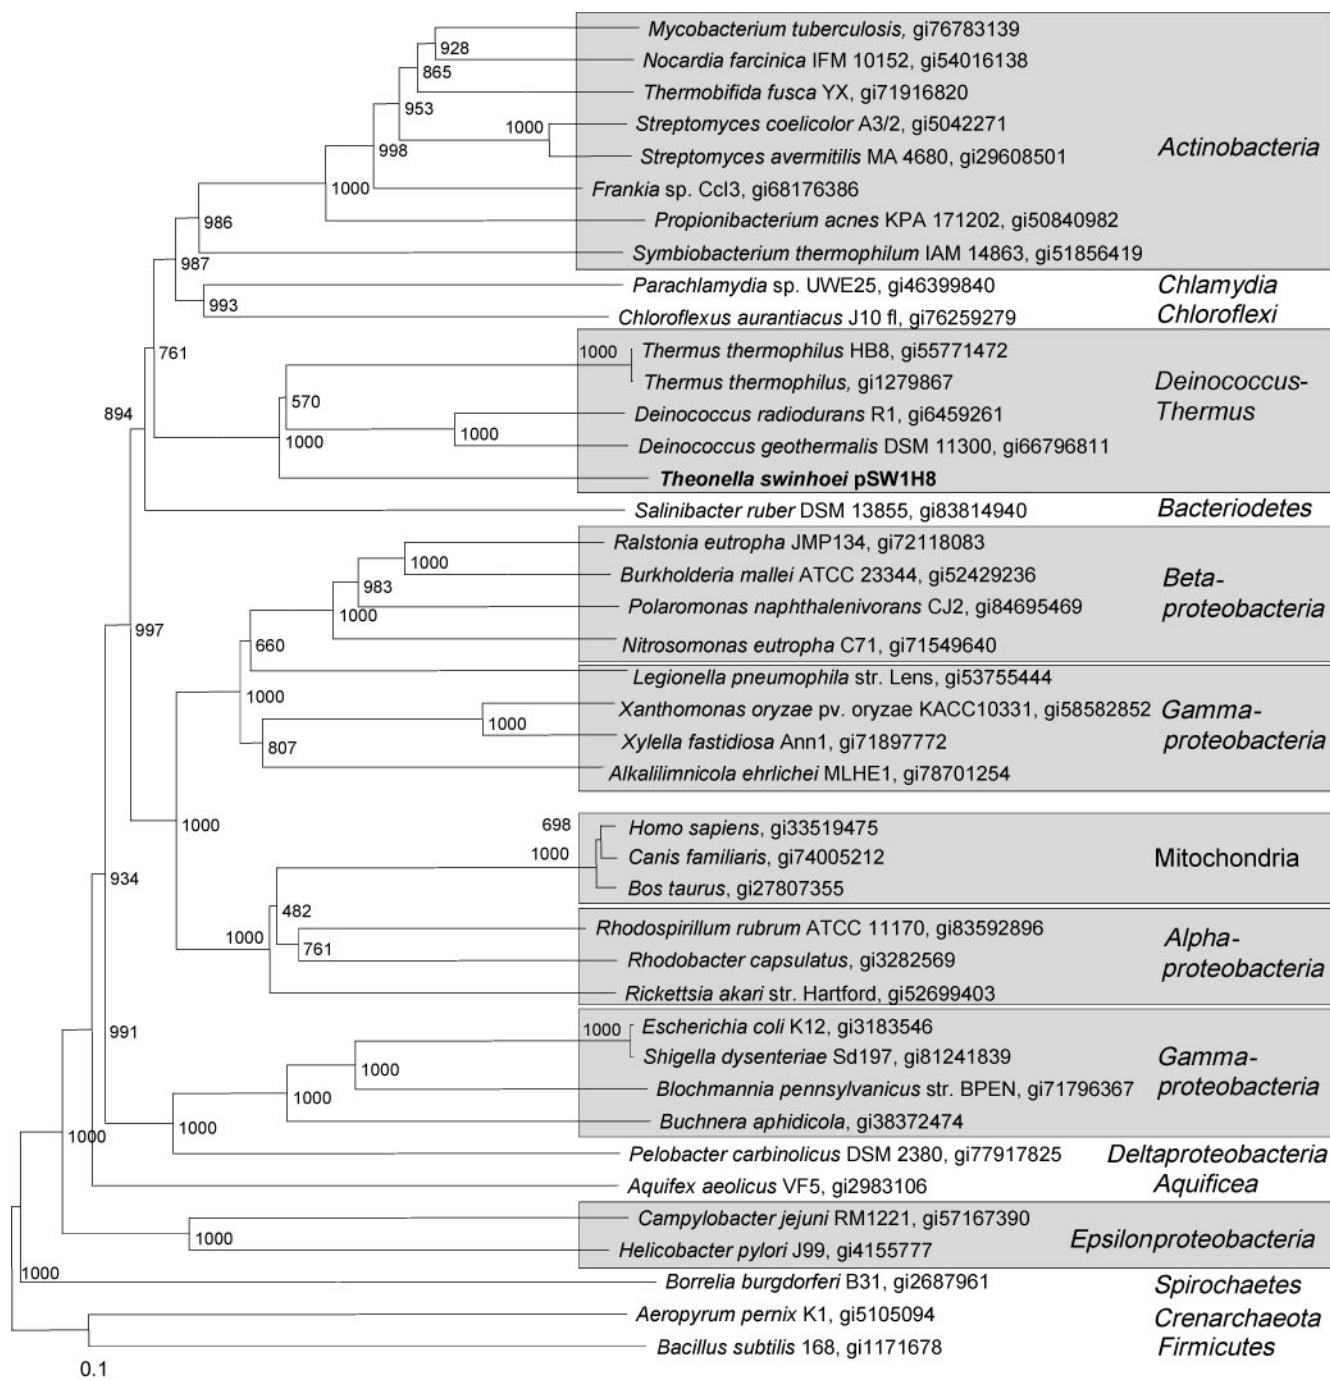 Mycobacterium tuberculosis, gi76783139
928
Nocardia farcinica IFM 10152, gi54016138
865
Thermobifida fusca YX, gi71916820
953
1000
Streptomyces coelicolor A3/2, gi5042271
998
Streptomyces avermitilis MA 4680, gi29608501
Actinobacteria
1000
Frankia sp. CcI3, gi68176386
986
Propionibacterium acnes KPA 171202, gi50840982
987
Symbiobacterium thermophilum IAM 14863, gi51856419
993
Parachlamydia sp. UWE25, gi46399840
Chlamydia
Chloroflexus aurantiacus J10 fl, gi76259279
Chloroflexi
761
1000
Thermus thermophilus HB8, gi55771472
Thermus thermophilus, gi1279867
Deinococcus-
Thermus
570
894
Deinococcus radiodurans R1, gi6459261
1000
1000
Deinococcus geothermalis DSM 11300, gi66796811
Theonella swinhoei pSW1H8
Salinibacter ruber DSM 13855, gi83814940
Bacteriodetes
Ralstonia eutropha JMP134, gi72118083
1000
Burkholderia mallei ATCC 23344, gi52429236
Beta-
proteobacteria
983
Polaromonas naphthalenivorans CJ2, gi84695469
1000
997
660
Nitrosomonas eutropha C71, gi71549640
Legionella pneumophila str. Lens, gi53755444
1000
Xanthomonas oryzae pv. oryzae KACC10331, gi58582852
Gamma-
proteobacteria
1000
Xylella fastidiosa Ann1, gi71897772
807
Alkalilimnicola ehrlichei MLHE1, gi78701254
1000
698
Homo sapiens, gi33519475
1000
Canis familiaris, gi74005212
Mitochondria
934
Bos taurus, gi27807355
482
Rhodospirillum rubrum ATCC 11170, gi83592896
Alpha-
proteobacteria
1000
761
Rhodobacter capsulatus, gi3282569
Rickettsia akari str. Hartford, gi52699403
991
1000
Escherichia coli K12, gi3183546
Shigella dysenteriae Sd197, gi81241839
Gamma-
proteobacteria
1000
Blochmannia pennsylvanicus str. BPEN, gi71796367
1000
Buchnera aphidicola, gi38372474
1000
1000
Pelobacter carbinolicus DSM 2380, gi77917825
Deltaproteobacteria
Aquifex aeolicus VF5, gi2983106
Aquificea
Campylobacter jejuni RM1221, gi57167390
1000
Helicobacter pylori J99, gi4155777
Epsilonproteobacteria
1000
Borrelia burgdorferi B31, gi2687961
Spirochaetes
Aeropyrum pernix K1, gi5105094
Crenarchaeota
Bacillus subtilis 168, gi1171678
Firmicutes
0.1